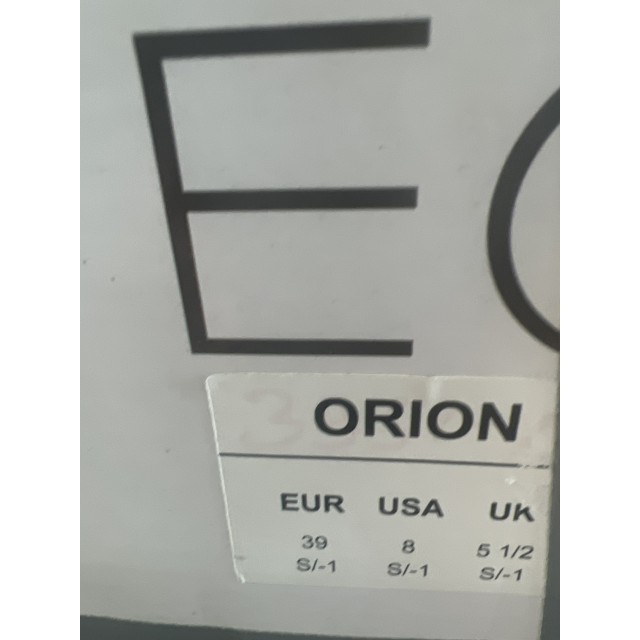 E
ORION
EUR USA UK
39 8 5 1/2
S/-1 S/-1 S/-1